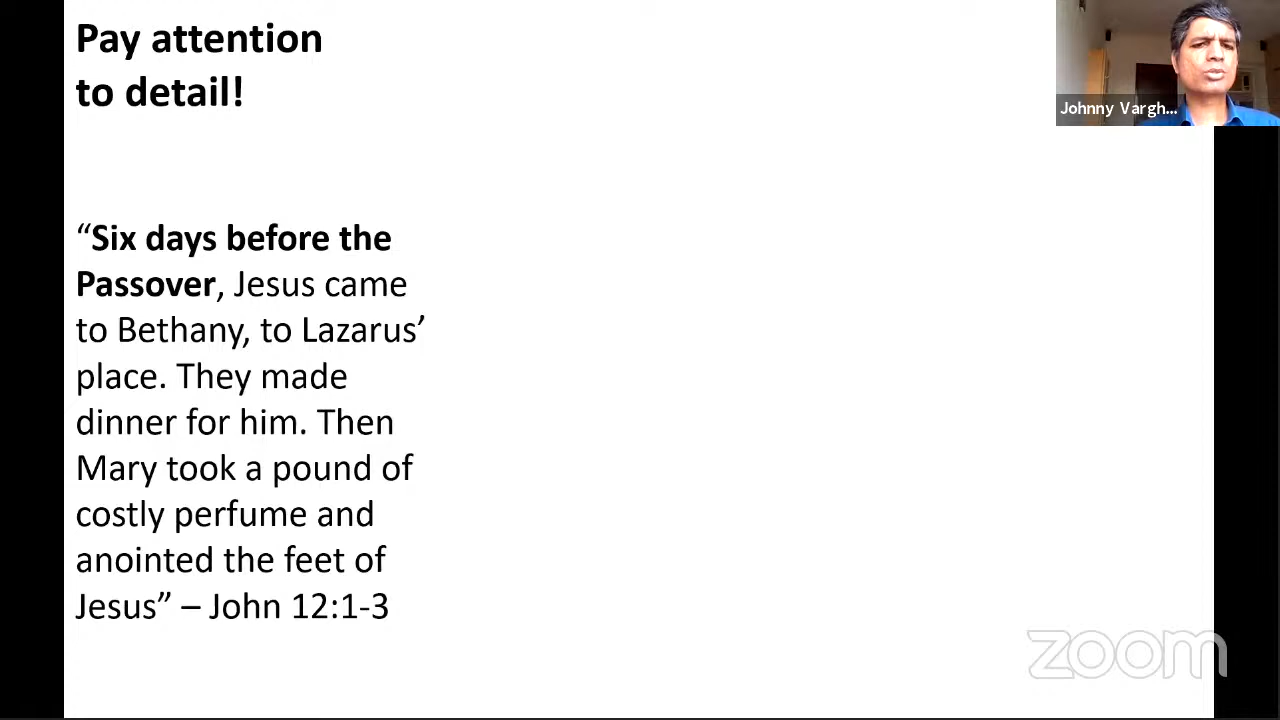 Pay attention
to detail!
Johnny Vargh...
“Six days before the
Passover, Jesus came
to Bethany, to Lazarus’
place. They made
dinner for him. Then
Mary took a pound of
costly perfume and
anointed the feet of
Jesus” – John 12:1-3
zoom